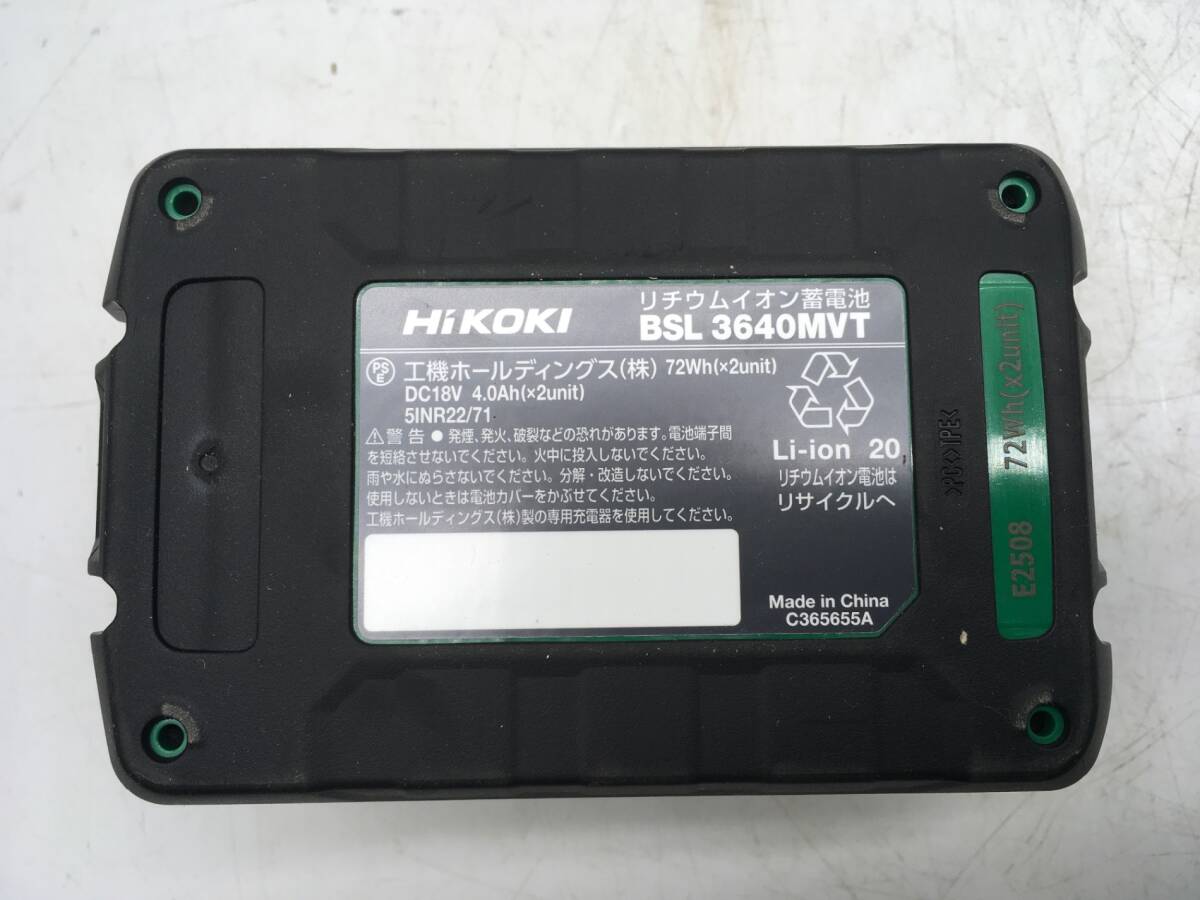 HiKOKI
リチウムイオン蓄電池
BSL 3640MVT
PS E 工機ホールディングス(株) 72Wh(×2unit)
DC18V 4.0Ah(×2unit)
5INR22/71
⚠警告 ● 発煙、発火、破裂などの恐れがあります。電池端子間
を短絡させないでください。火中に投入しないでください。
雨や水にぬらさないでください。分解・改造しないでください。
使用しないときは電池カバーをかぶせてください。
工機ホールディングス(株)製の専用充電器を使用してください。
Li-ion 20
リチウムイオン電池は
リサイクルへ
Made in China
C365655A
>PC<>TPE<
E2508 72Wh(x2unit)